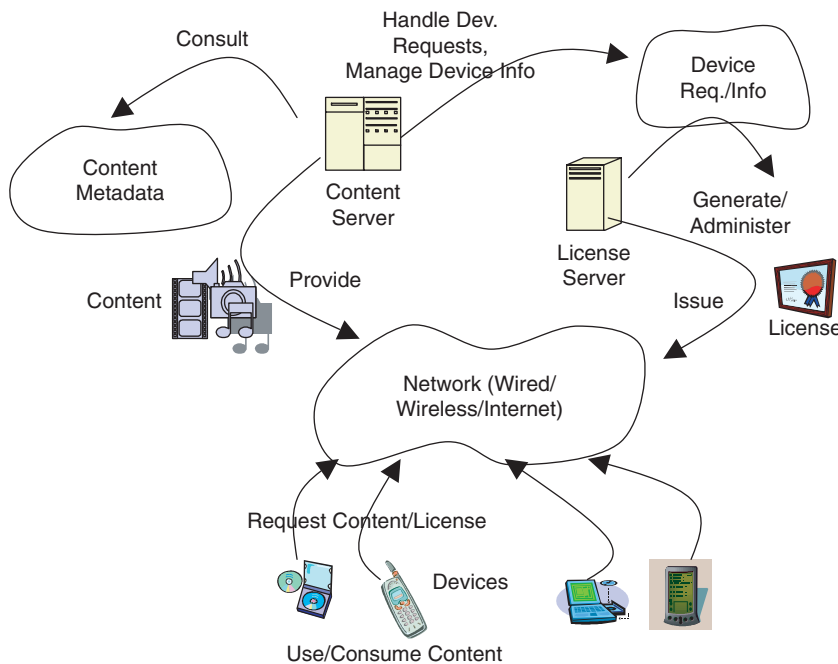 Consult
Handle Dev.
Requests,
Manage Device Info
Device
Req./Info
Content
Metadata
Content
Server
Generate/
Administer
License
Server
Content
Provide
Issue
License
Network (Wired/
Wireless/Internet)
Request Content/License
Devices
Use/Consume Content